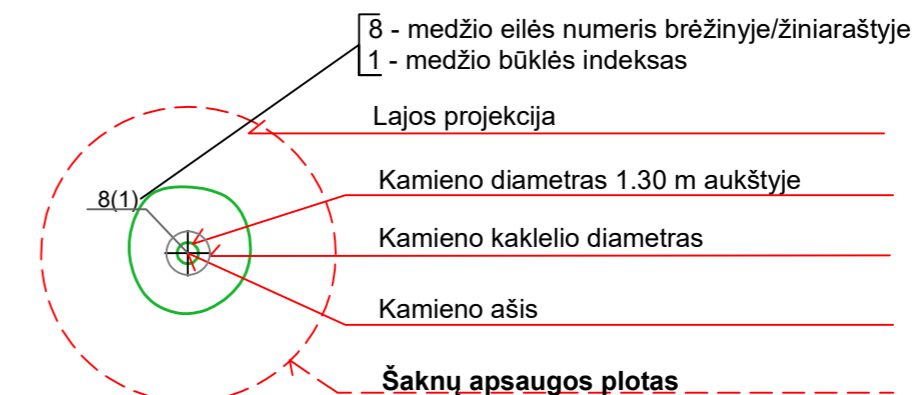 8 - medžio eilės numeris brėžinyje/žiniaraštyje
1 - medžio būklės indeksas
Lajos projekcija
Kamieno diametras 1.30 m aukštyje
8(1)
Kamieno kaklelio diametras
Kamieno ašis
Šaknų apsaugos plotas